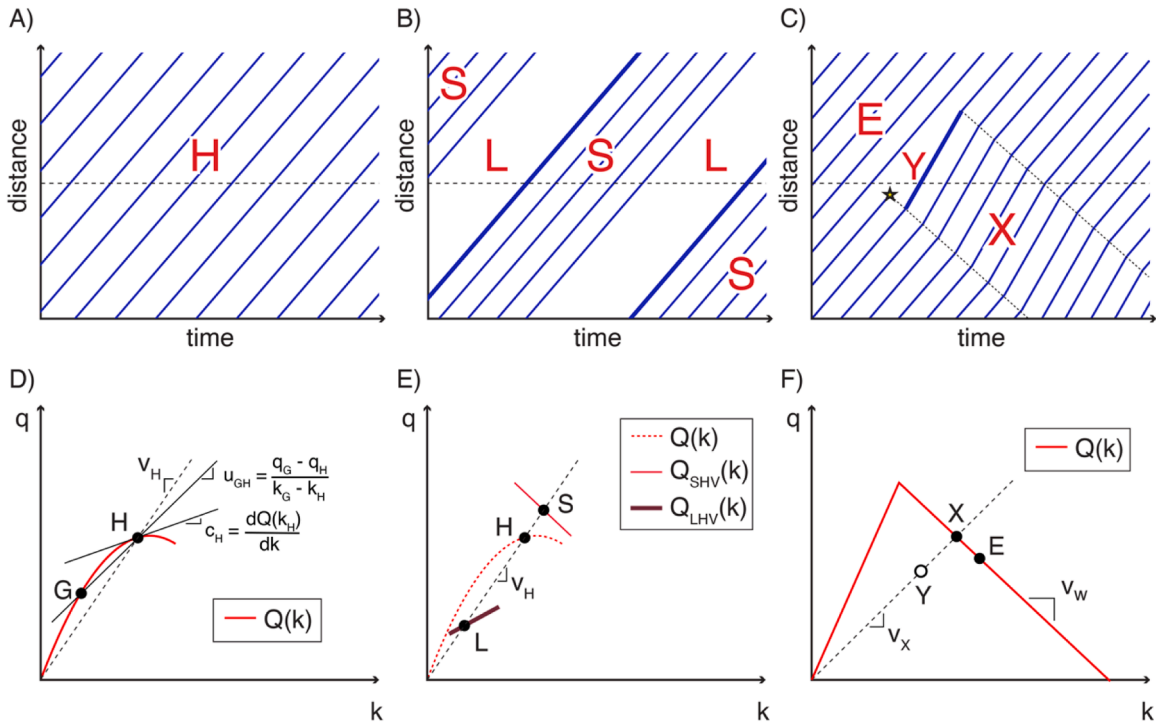 A)
B)
C)
distance
H
time
distance
S
L
S
L
S
time
distance
E
Y
X
time
D)
E)
F)
q
v_H
u_GH = (q_G - q_H) / (k_G - k_H)
c_H = dQ(k_H) / dk
H
G
Q(k)
k
q
Q(k)
Q_SHV(k)
Q_LHV(k)
S
H
v_H
L
k
q
Q(k)
X
E
Y
v_X
v_W
k